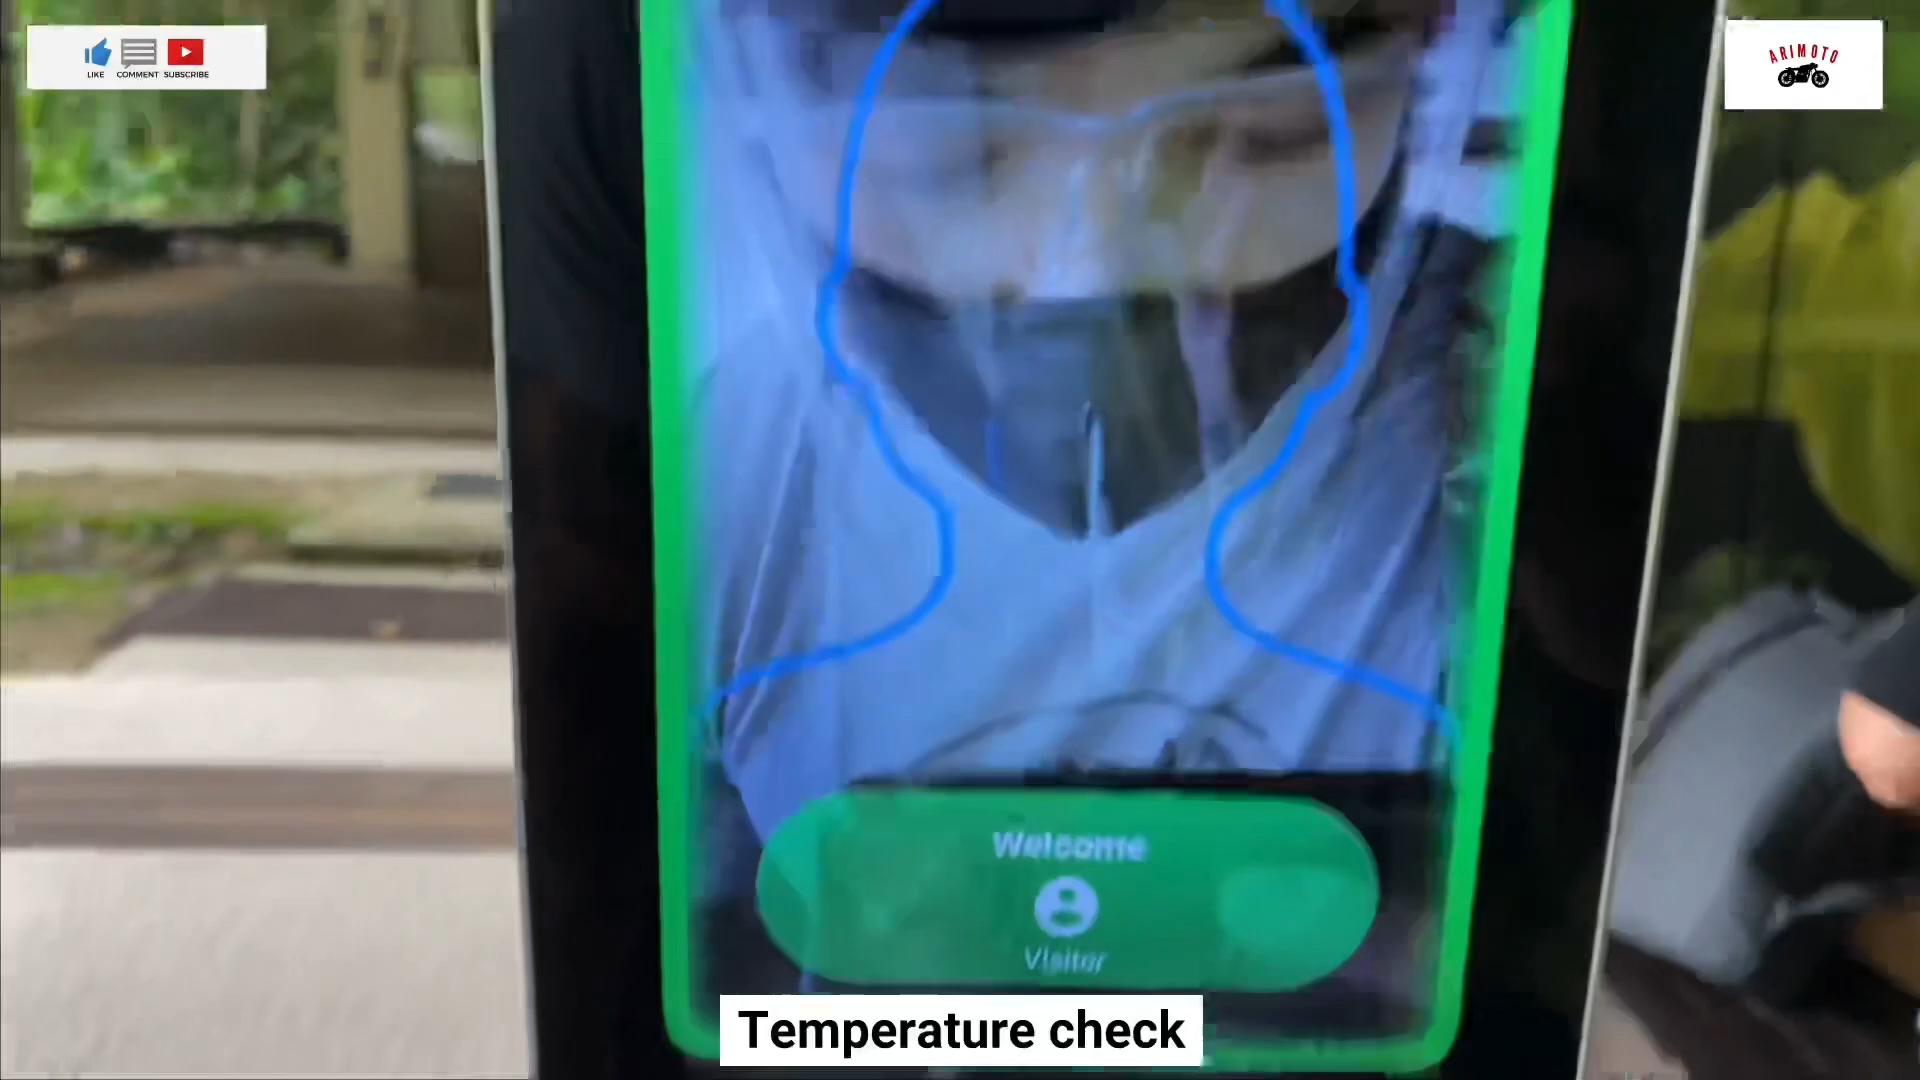 LIKE COMMENT SUBSCRIBE
ARIMOTO
Welcome
Visitor
Temperature check